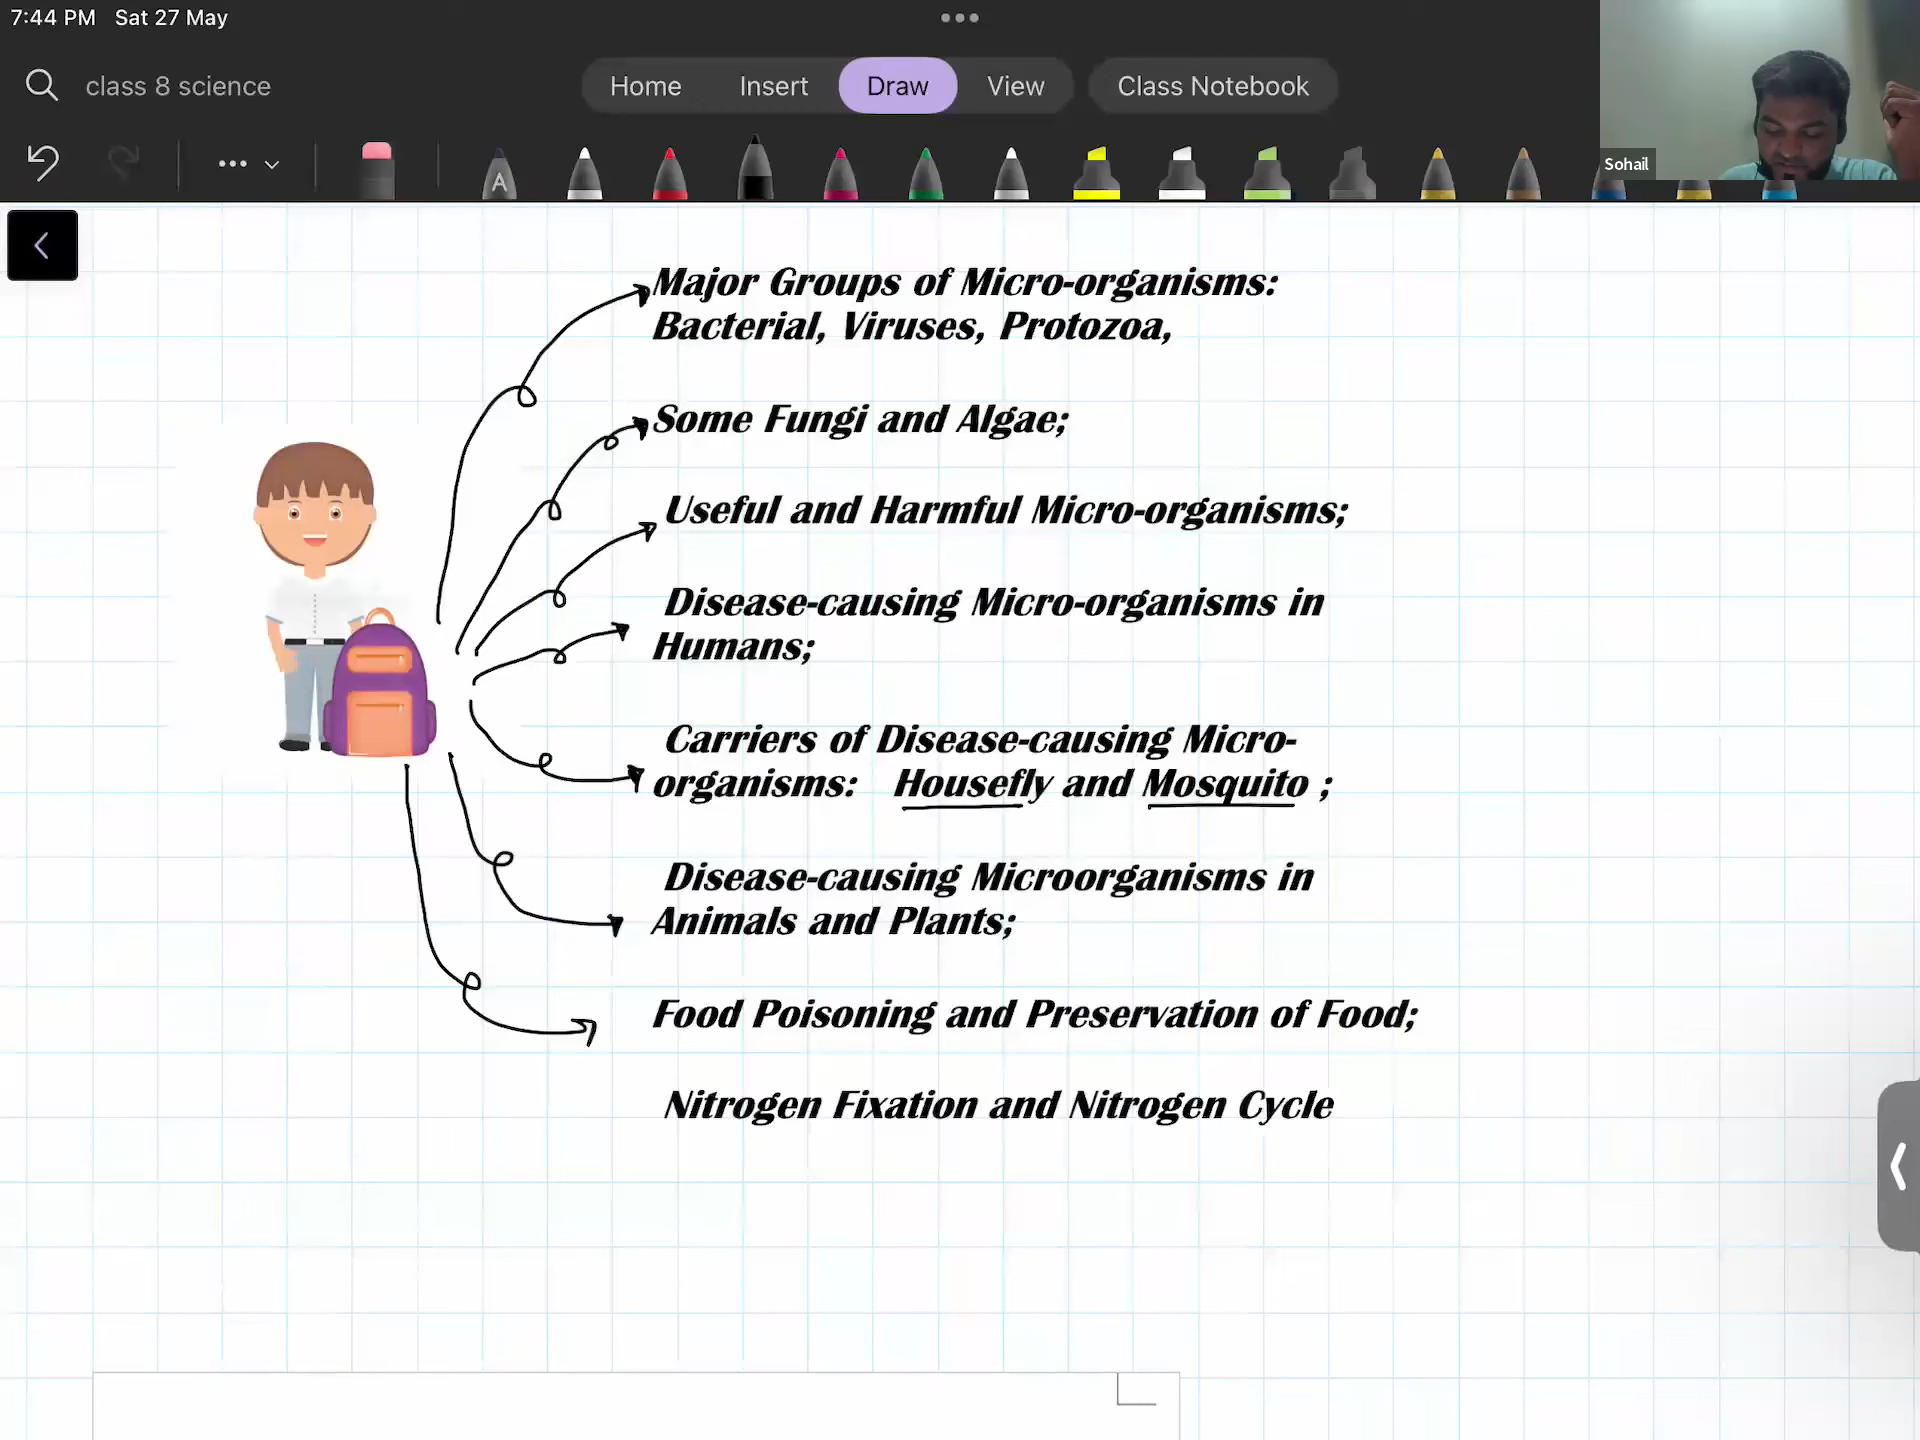 7:44 PM Sat 27 May
class 8 science
Home Insert Draw View Class Notebook
A
Sohail
Major Groups of Micro-organisms:
Bacterial, Viruses, Protozoa,
Some Fungi and Algae;
Useful and Harmful Micro-organisms;
Disease-causing Micro-organisms in
Humans;
Carriers of Disease-causing Micro-
organisms: Housefly and Mosquito ;
Disease-causing Microorganisms in
Animals and Plants;
Food Poisoning and Preservation of Food;
Nitrogen Fixation and Nitrogen Cycle